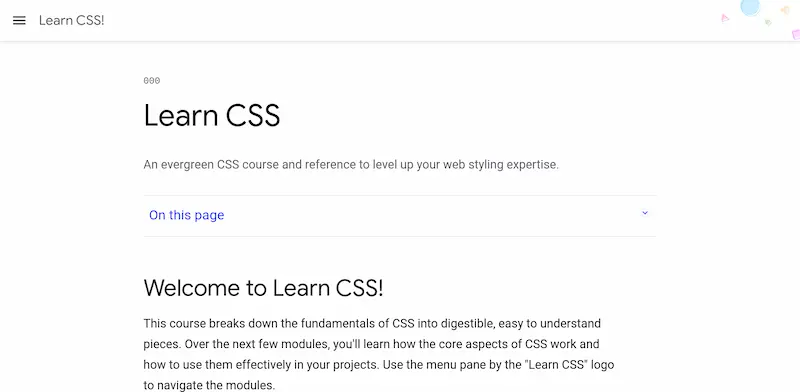 Learn CSS!
000
Learn CSS
An evergreen CSS course and reference to level up your web styling expertise.
On this page
Welcome to Learn CSS!
This course breaks down the fundamentals of CSS into digestible, easy to understand
pieces. Over the next few modules, you'll learn how the core aspects of CSS work and
how to use them effectively in your projects. Use the menu pane by the "Learn CSS" logo
to navigate the modules.